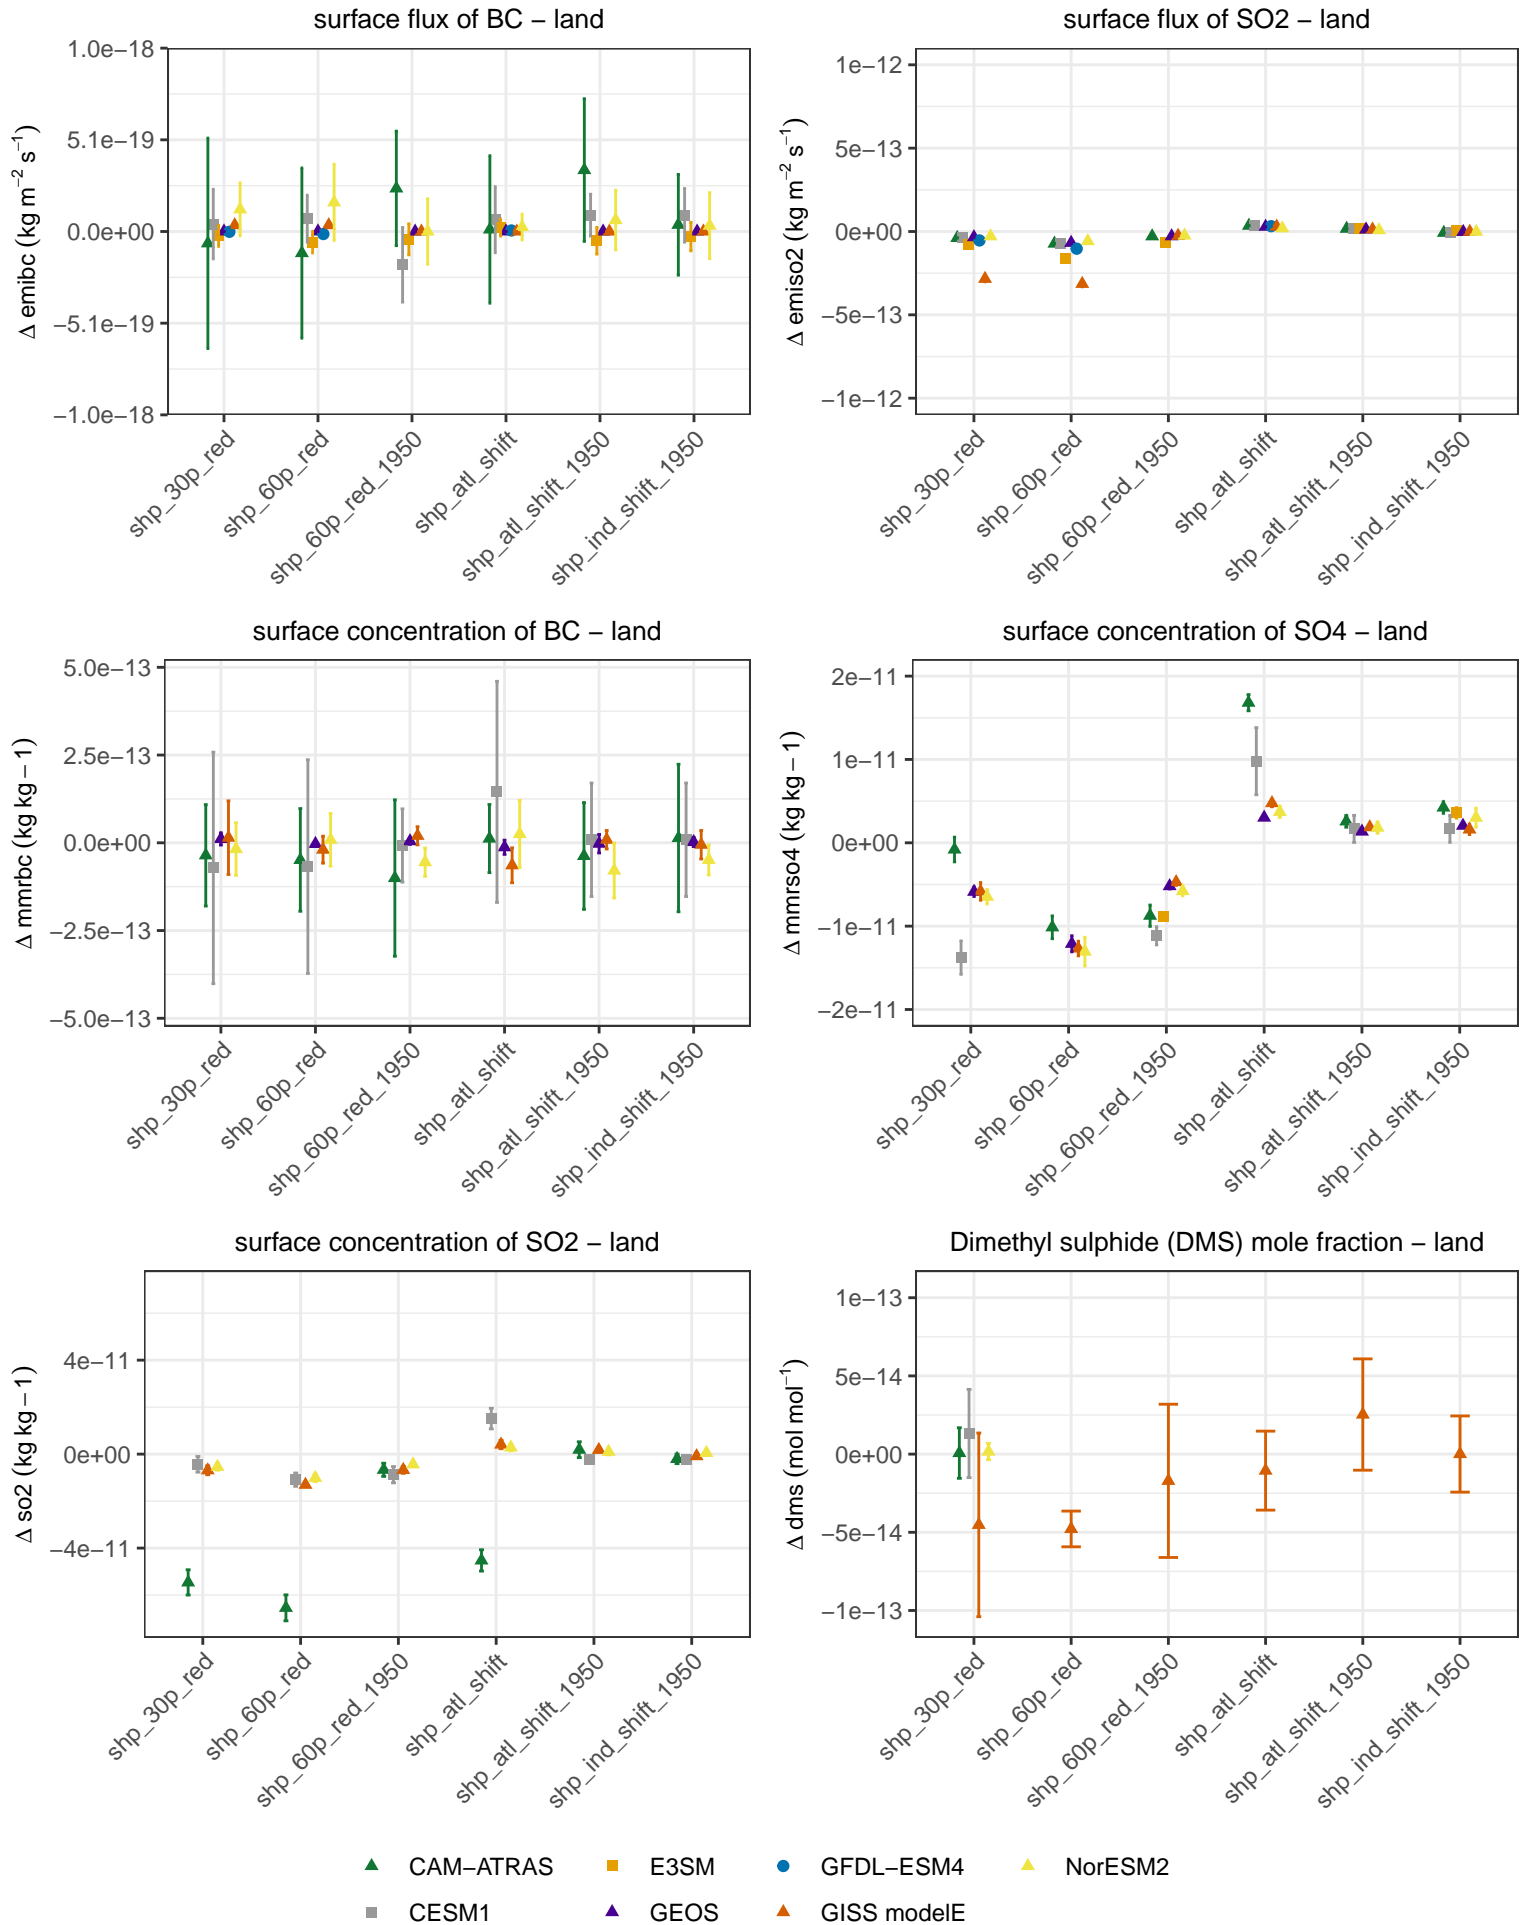 surface flux of BC − land
1.0e−18
5.1e−19
0.0e+00
−5.1e−19
−1.0e−18
Δ emibc (kg m⁻² s⁻¹)
shp_30p_red
shp_60p_red
shp_60p_red_1950
shp_atl_shift
shp_atl_shift_1950
shp_ind_shift_1950
surface flux of SO2 − land
1e−12
5e−13
0e+00
−5e−13
−1e−12
Δ emiso2 (kg m⁻² s⁻¹)
shp_30p_red
shp_60p_red
shp_60p_red_1950
shp_atl_shift
shp_atl_shift_1950
shp_ind_shift_1950
surface concentration of BC − land
5.0e−13
2.5e−13
0.0e+00
−2.5e−13
−5.0e−13
Δ mmrbc (kg kg − 1)
shp_30p_red
shp_60p_red
shp_60p_red_1950
shp_atl_shift
shp_atl_shift_1950
shp_ind_shift_1950
surface concentration of SO4 − land
2e−11
1e−11
0e+00
−1e−11
−2e−11
Δ mmrso4 (kg kg − 1)
shp_30p_red
shp_60p_red
shp_60p_red_1950
shp_atl_shift
shp_atl_shift_1950
shp_ind_shift_1950
surface concentration of SO2 − land
4e−11
0e+00
−4e−11
Δ so2 (kg kg − 1)
shp_30p_red
shp_60p_red
shp_60p_red_1950
shp_atl_shift
shp_atl_shift_1950
shp_ind_shift_1950
Dimethyl sulphide (DMS) mole fraction − land
1e−13
5e−14
0e+00
−5e−14
−1e−13
Δ dms (mol mol⁻¹)
shp_30p_red
shp_60p_red
shp_60p_red_1950
shp_atl_shift
shp_atl_shift_1950
shp_ind_shift_1950
CAM−ATRAS E3SM GFDL−ESM4 NorESM2
CESM1 GEOS GISS modelE